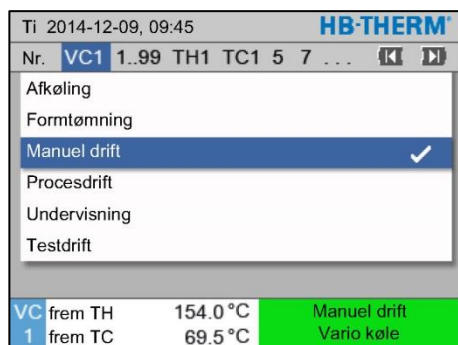 Ti 2014-12-09, 09:45 HB-THERM®
Nr. VC1 1..99 TH1 TC1 5 7 ...
Afkøling
Formtømning
Manuel drift
Procesdrift
Undervisning
Testdrift
VC frem TH 154.0 °C Manuel drift
1 frem TC 69.5 °C Vario køle